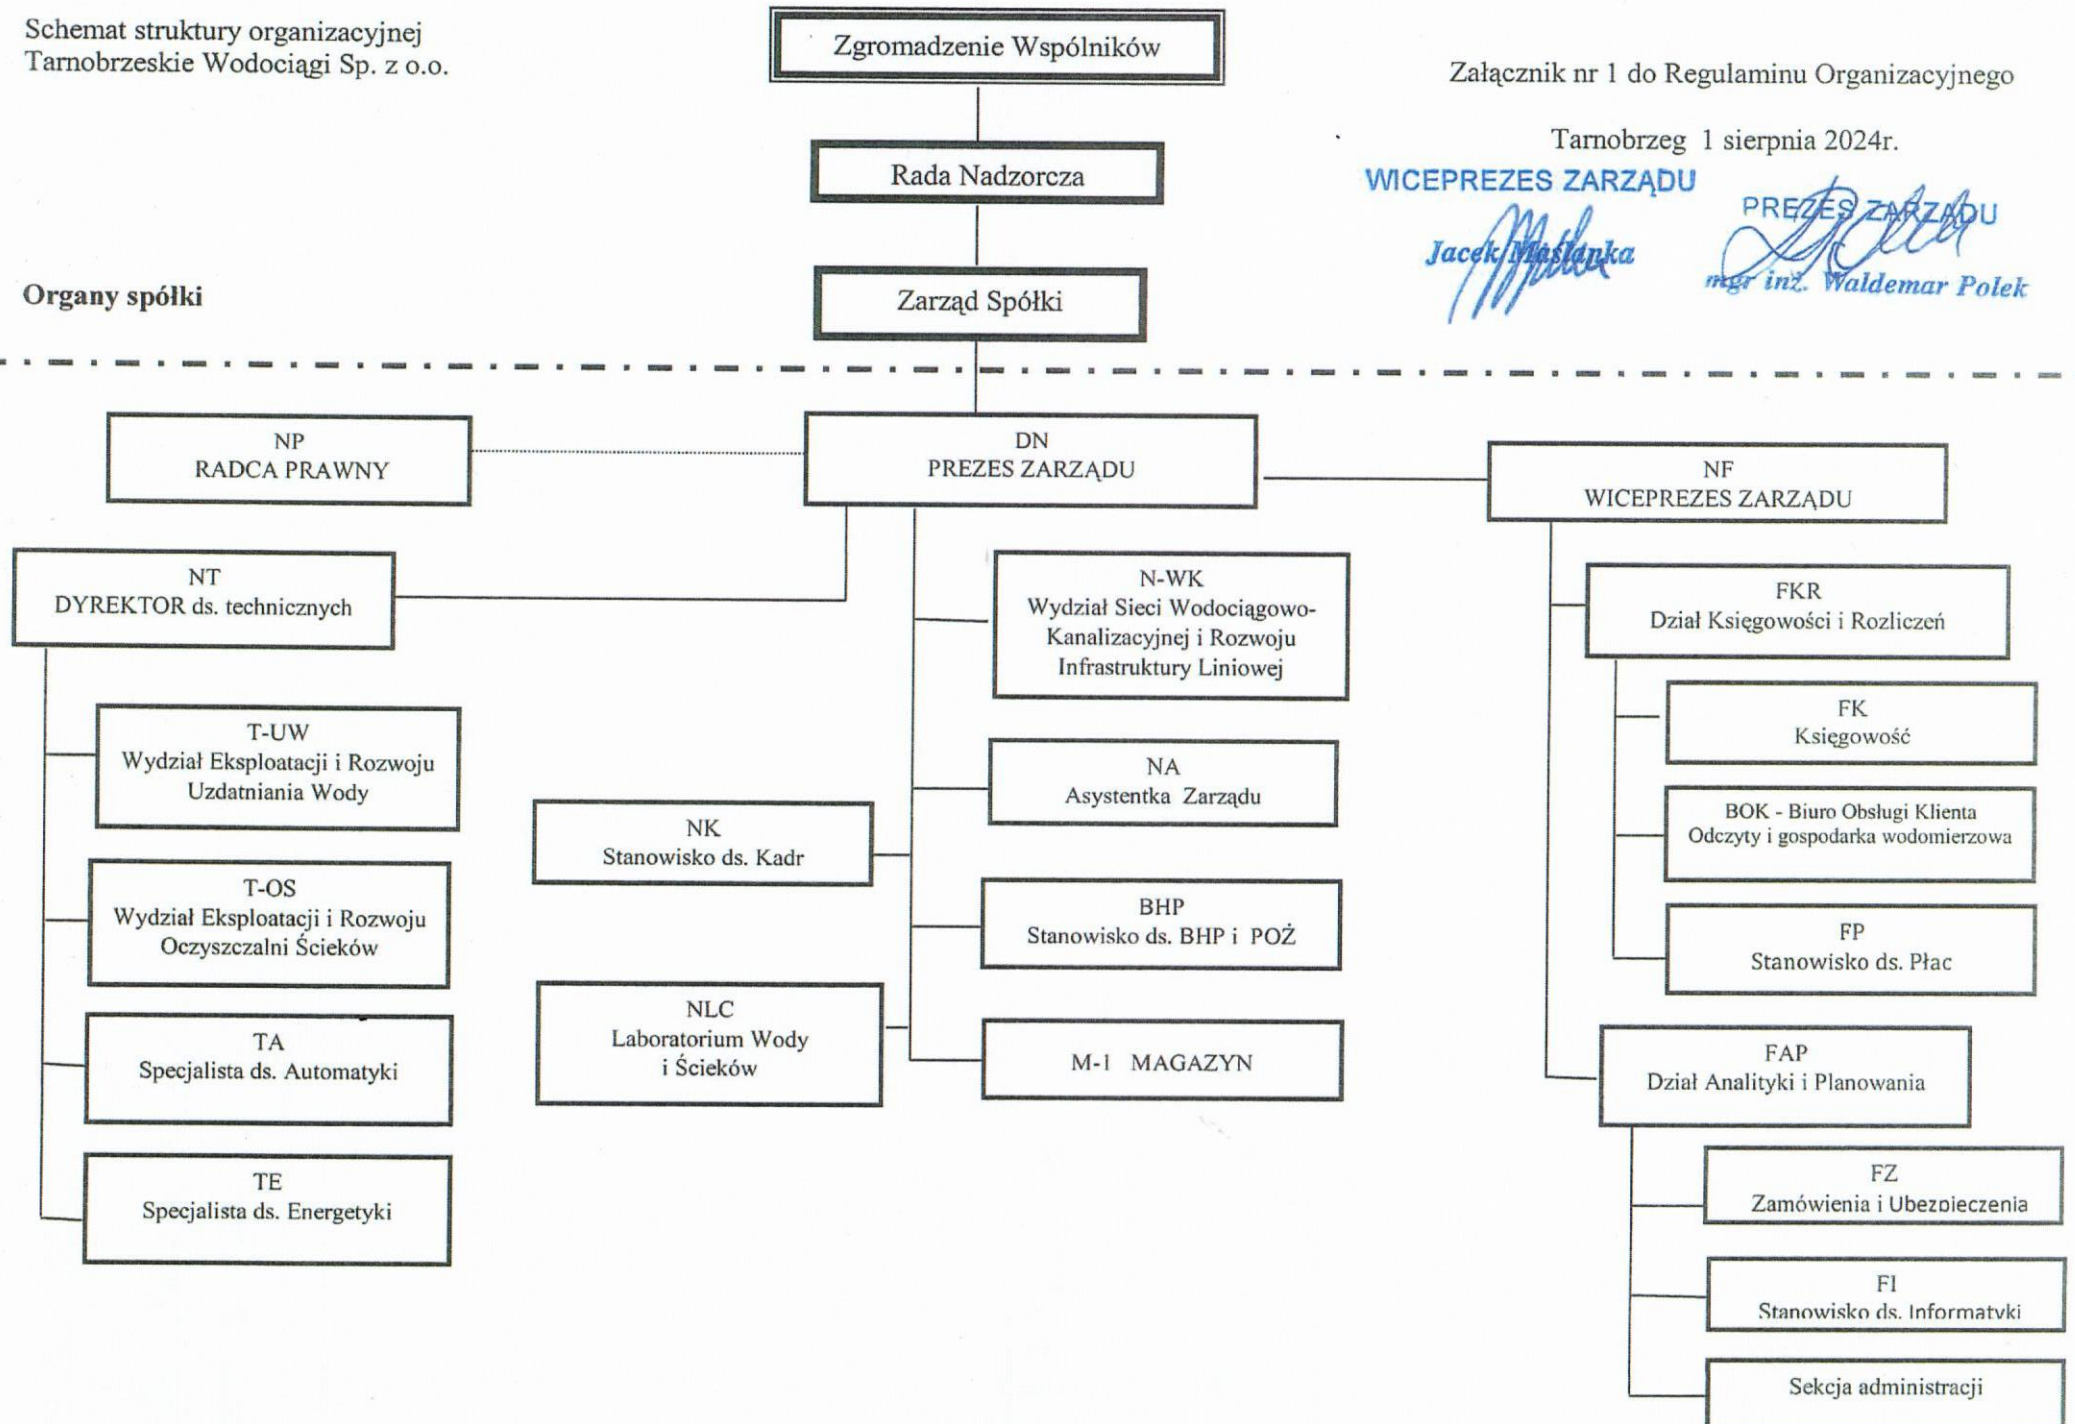 Schemat struktury organizacyjnej
Tarnobrzeskie Wodociągi Sp. z o.o.
Zgromadzenie Wspólników
Załącznik nr 1 do Regulaminu Organizacyjnego
Tarnobrzeg 1 sierpnia 2024r.
Rada Nadzorcza
WICEPREZES ZARZĄDU
Jacek Maślanka
PREZES ZARZĄDU
mgr inż. Waldemar Polek
Organy spółki
Zarząd Spółki
NP
RADCA PRAWNY
DN
PREZES ZARZĄDU
NF
WICEPREZES ZARZĄDU
NT
DYREKTOR ds. technicznych
T-UW
Wydział Eksploatacji i Rozwoju
Uzdatniania Wody
T-OS
Wydział Eksploatacji i Rozwoju
Oczyszczalni Ścieków
TA
Specjalista ds. Automatyki
TE
Specjalista ds. Energetyki
NK
Stanowisko ds. Kadr
NLC
Laboratorium Wody
i Ścieków
N-WK
Wydział Sieci Wodociągowo-
Kanalizacyjnej i Rozwoju
Infrastruktury Liniowej
NA
Asystentka Zarządu
BHP
Stanowisko ds. BHP i POŻ
M-1 MAGAZYN
FKR
Dział Księgowości i Rozliczeń
FK
Księgowość
BOK - Biuro Obsługi Klienta
Odczyty i gospodarka wodomierzowa
FP
Stanowisko ds. Płac
FAP
Dział Analityki i Planowania
FZ
Zamówienia i Ubezpieczenia
FI
Stanowisko ds. Informatyki
Sekcja administracji